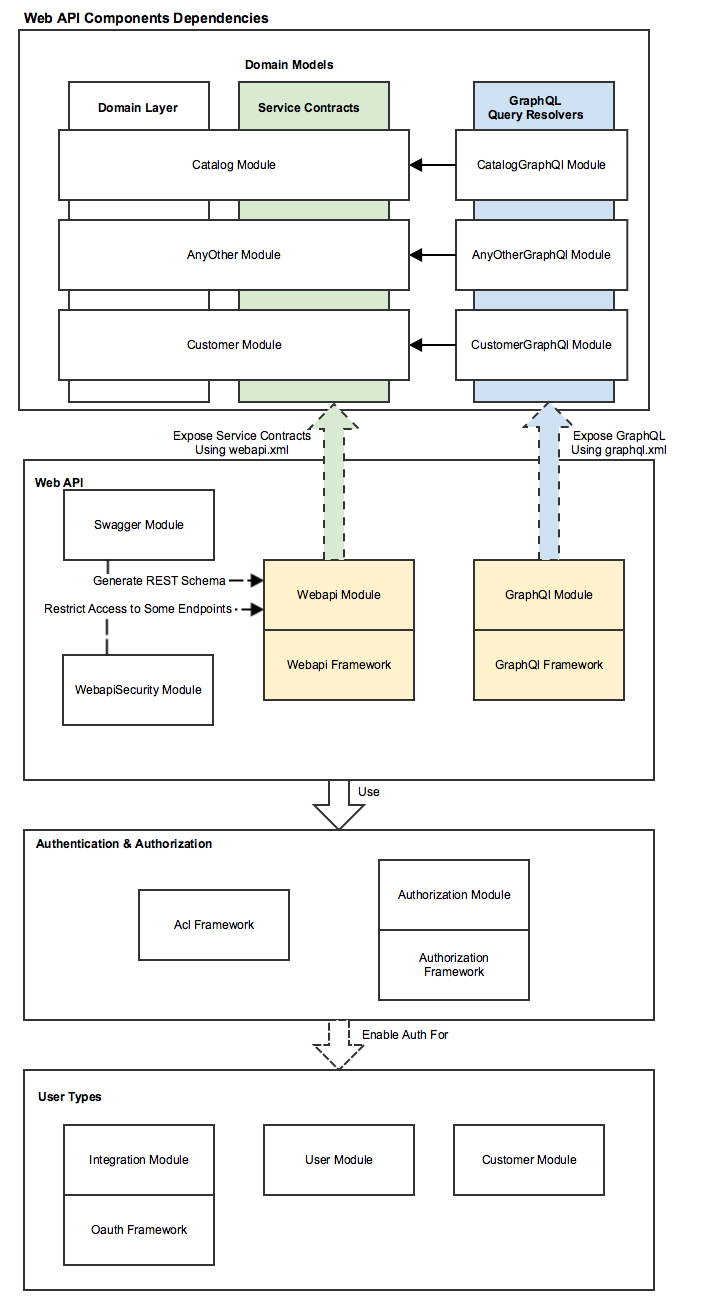 Web API Components Dependencies
Domain Models
Domain Layer
Service Contracts
GraphQL
Query Resolvers
Catalog Module
CatalogGraphQl Module
AnyOther Module
AnyOtherGraphQl Module
Customer Module
CustomerGraphQl Module
Expose Service Contracts
Using webapi.xml
Expose GraphQL
Using graphql.xml
Web API
Swagger Module
Generate REST Schema
Restrict Access to Some Endpoints
Webapi Module
GraphQl Module
Webapi Framework
GraphQl Framework
WebapiSecurity Module
Use
Authentication & Authorization
Acl Framework
Authorization Module
Authorization
Framework
Enable Auth For
User Types
Integration Module
User Module
Customer Module
Oauth Framework